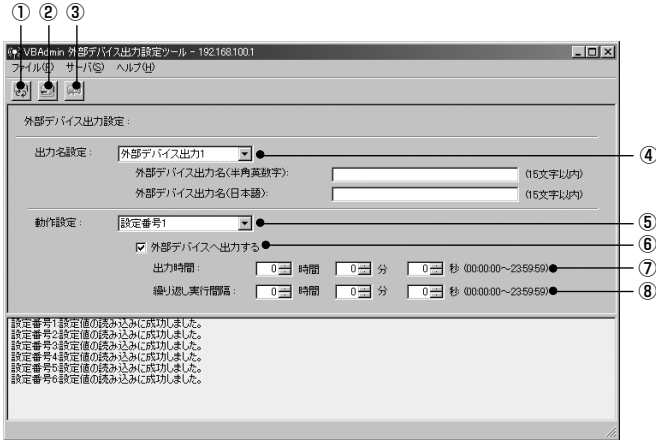 ① ② ③
VBAdmin 外部デバイス出力設定ツール - 192.168.100.1
ファイル(F) サーバ(S) ヘルプ(H)
外部デバイス出力設定：
出力名設定： 外部デバイス出力1 ④
外部デバイス出力名(半角英数字): (15文字以内)
外部デバイス出力名(日本語): (15文字以内)
動作設定： 設定番号1 ⑤
外部デバイスへ出力する ⑥
出力時間： 0 時間 0 分 0 秒 (00:00:00～23:59:59) ⑦
繰り返し実行間隔： 0 時間 0 分 0 秒 (00:00:00～23:59:59) ⑧
設定番号1設定値の読み込みに成功しました。
設定番号2設定値の読み込みに成功しました。
設定番号3設定値の読み込みに成功しました。
設定番号4設定値の読み込みに成功しました。
設定番号5設定値の読み込みに成功しました。
設定番号6設定値の読み込みに成功しました。